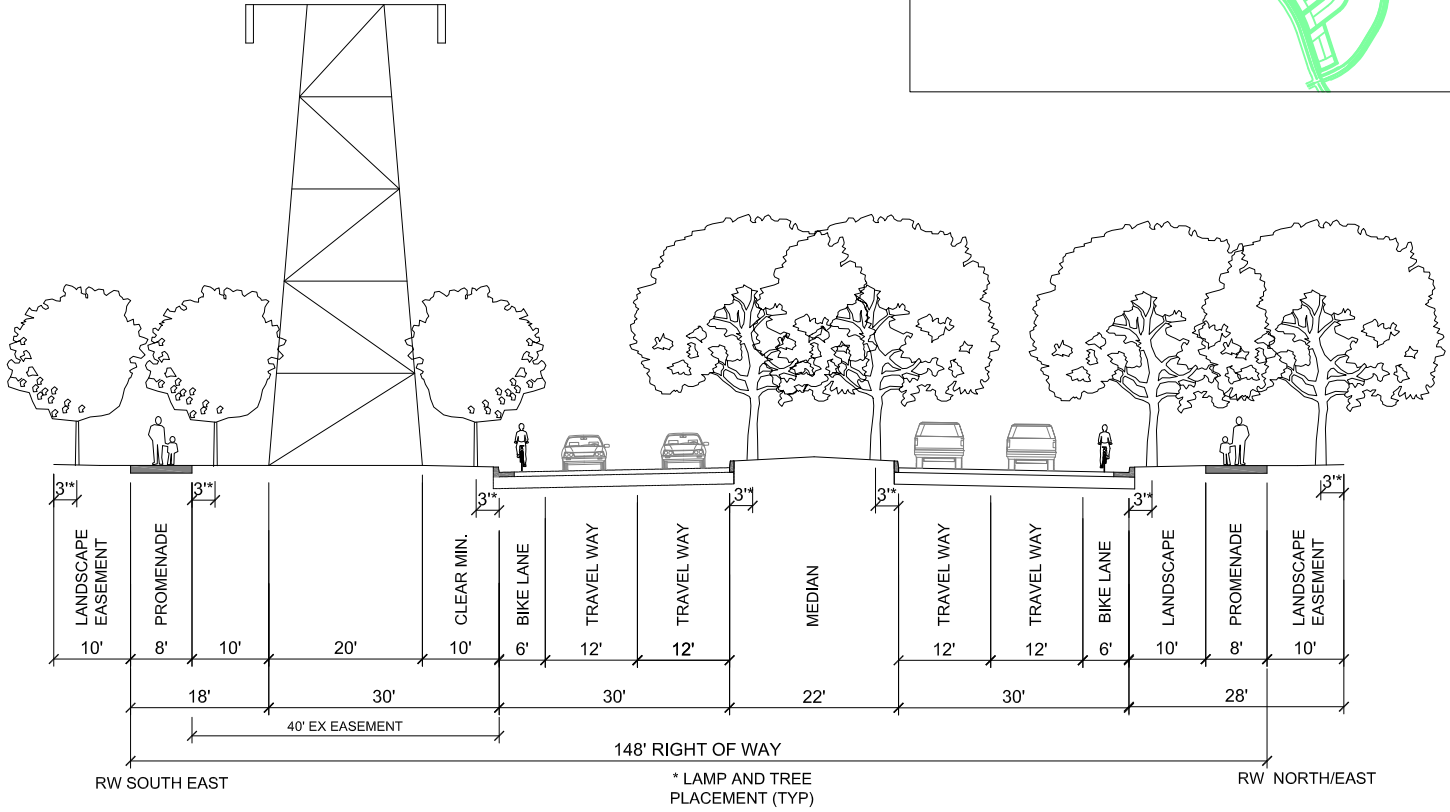 3'*
3'*
3'*
3'*
3'*
3'*
3'*
LANDSCAPE
EASEMENT
PROMENADE
CLEAR MIN.
BIKE LANE
TRAVEL WAY
TRAVEL WAY
MEDIAN
TRAVEL WAY
TRAVEL WAY
BIKE LANE
LANDSCAPE
PROMENADE
LANDSCAPE
EASEMENT
10' 8' 10' 20' 10' 6' 12' 12' 12' 12' 6' 10' 8' 10'
18' 30' 30' 22' 30' 28'
40' EX EASEMENT
148' RIGHT OF WAY
RW SOUTH EAST
* LAMP AND TREE
PLACEMENT (TYP)
RW NORTH/EAST